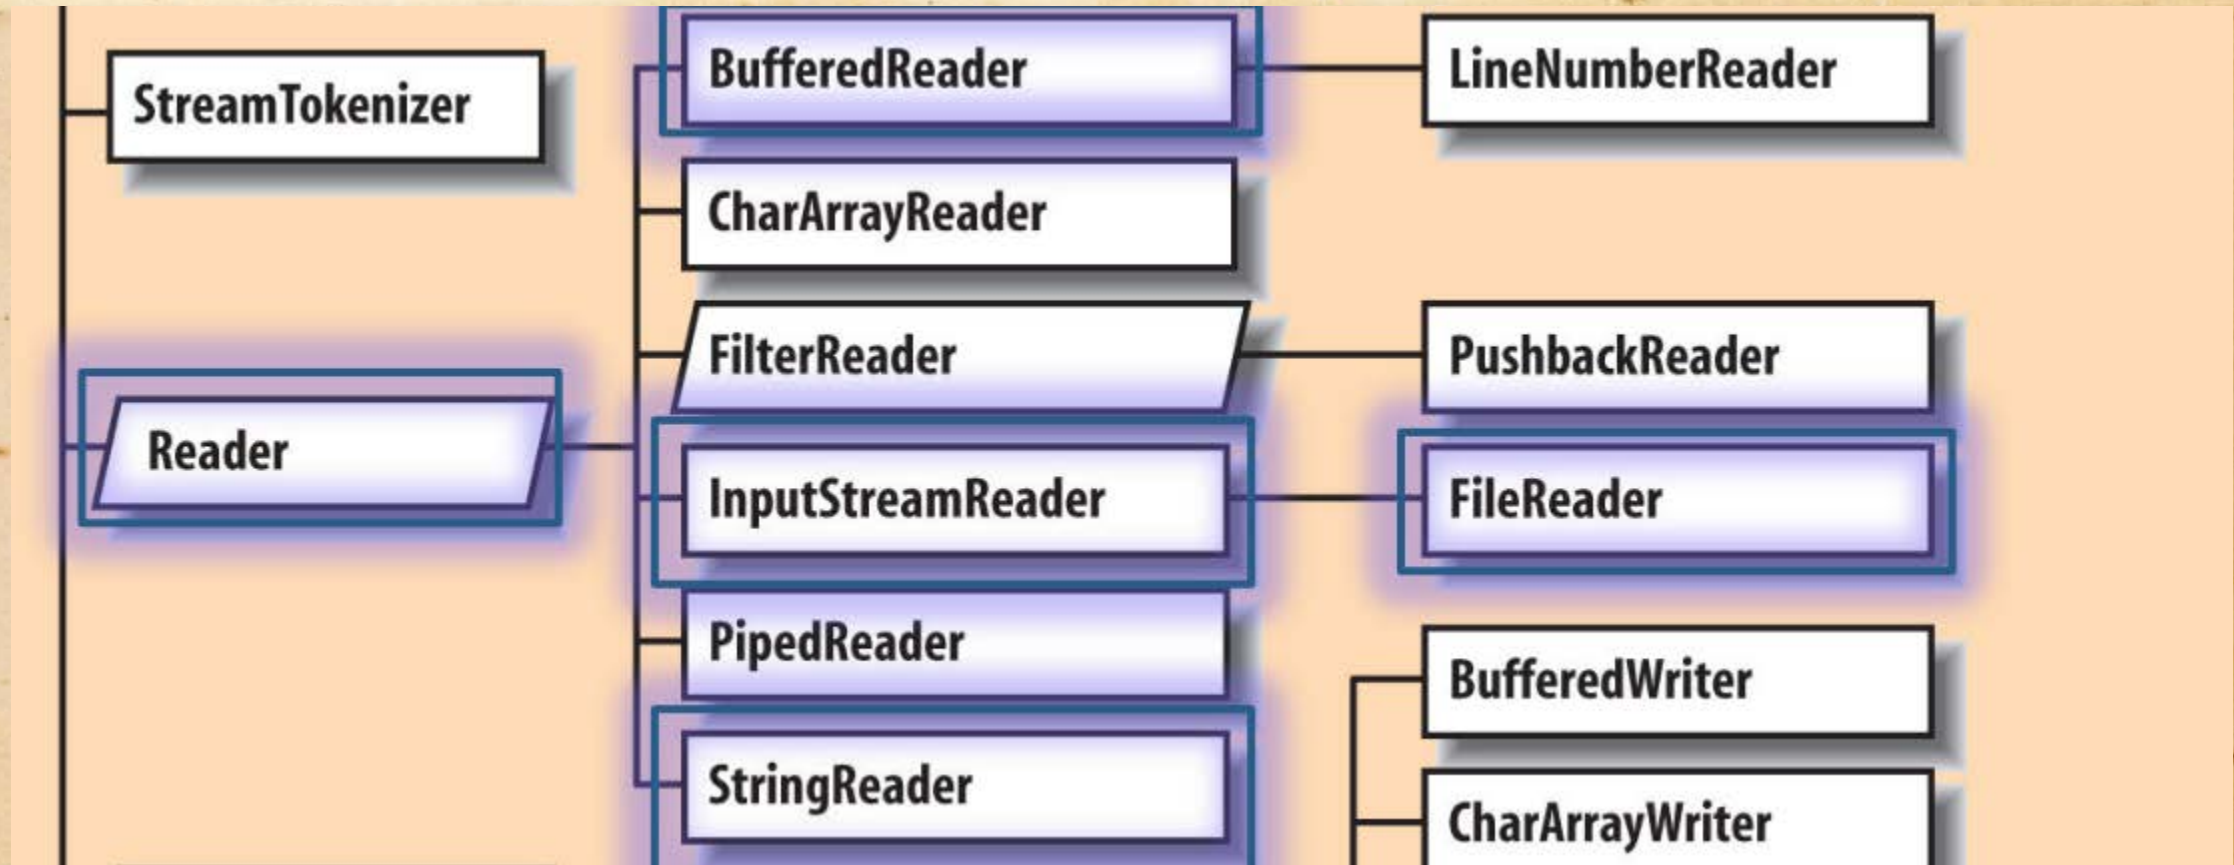 StreamTokenizer
BufferedReader
LineNumberReader
CharArrayReader
FilterReader
PushbackReader
Reader
InputStreamReader
FileReader
PipedReader
BufferedWriter
StringReader
CharArrayWriter